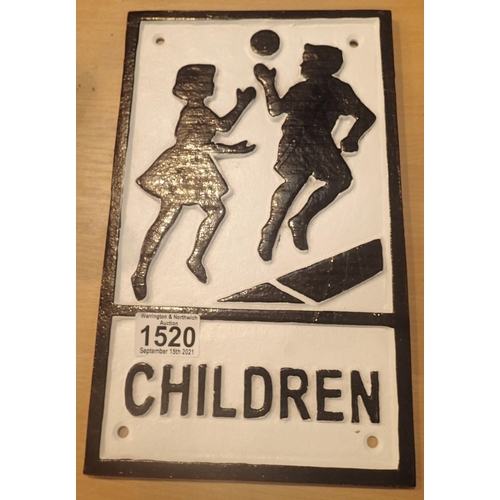 Warrington & Northwich
Auction
1520
September 15th 2021
CHILDREN